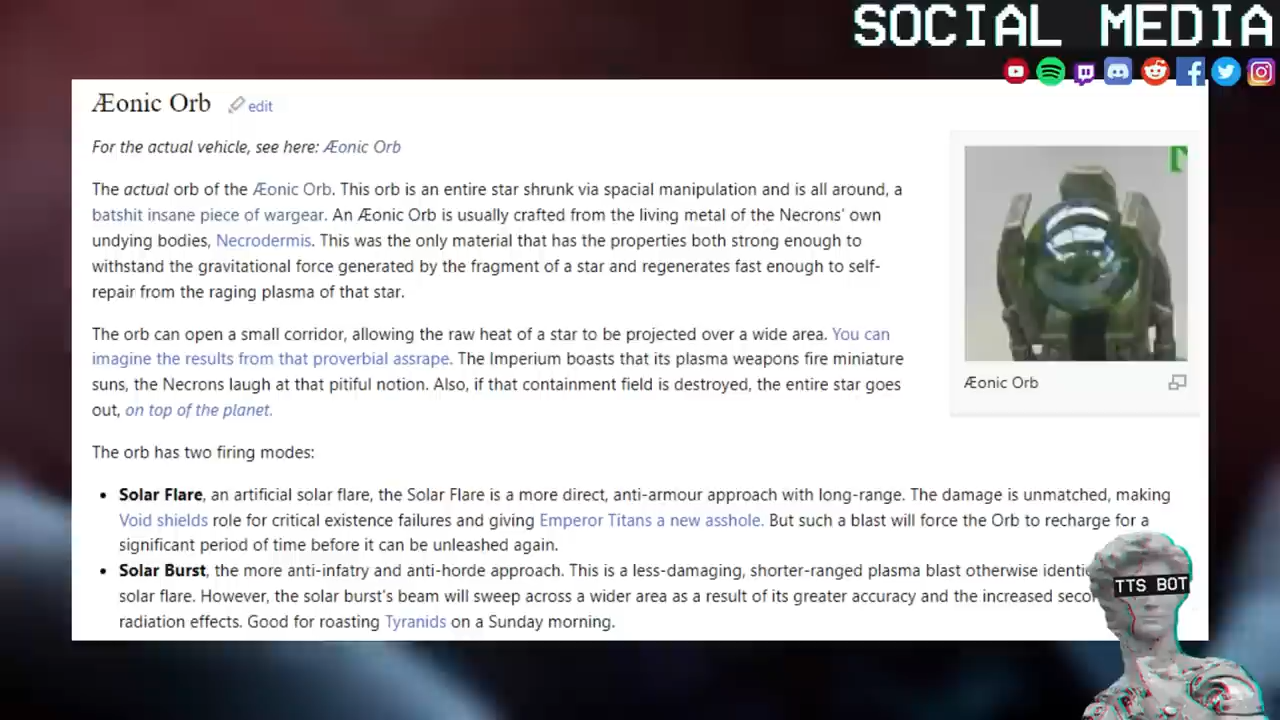 SOCIAL MEDIA
Æonic Orb edit
For the actual vehicle, see here: Æonic Orb
The actual orb of the Æonic Orb. This orb is an entire star shrunk via spacial manipulation and is all around, a
batshit insane piece of wargear. An Æonic Orb is usually crafted from the living metal of the Necrons' own
undying bodies, Necrodermis. This was the only material that has the properties both strong enough to
withstand the gravitational force generated by the fragment of a star and regenerates fast enough to self-
repair from the raging plasma of that star.
Æonic Orb
The orb can open a small corridor, allowing the raw heat of a star to be projected over a wide area. You can
imagine the results from that proverbial assrape. The Imperium boasts that its plasma weapons fire miniature
suns, the Necrons laugh at that pitiful notion. Also, if that containment field is destroyed, the entire star goes
out, on top of the planet.
The orb has two firing modes:
• Solar Flare, an artificial solar flare, the Solar Flare is a more direct, anti-armour approach with long-range. The damage is unmatched, making
Void shields role for critical existence failures and giving Emperor Titans a new asshole. But such a blast will force the Orb to recharge for a
significant period of time before it can be unleashed again.
• Solar Burst, the more anti-infatry and anti-horde approach. This is a less-damaging, shorter-ranged plasma blast otherwise
solar flare. However, the solar burst's beam will sweep across a wider area as a result of its greater accuracy and the increased
radiation effects. Good for roasting Tyranids on a Sunday morning.
TTS BOT